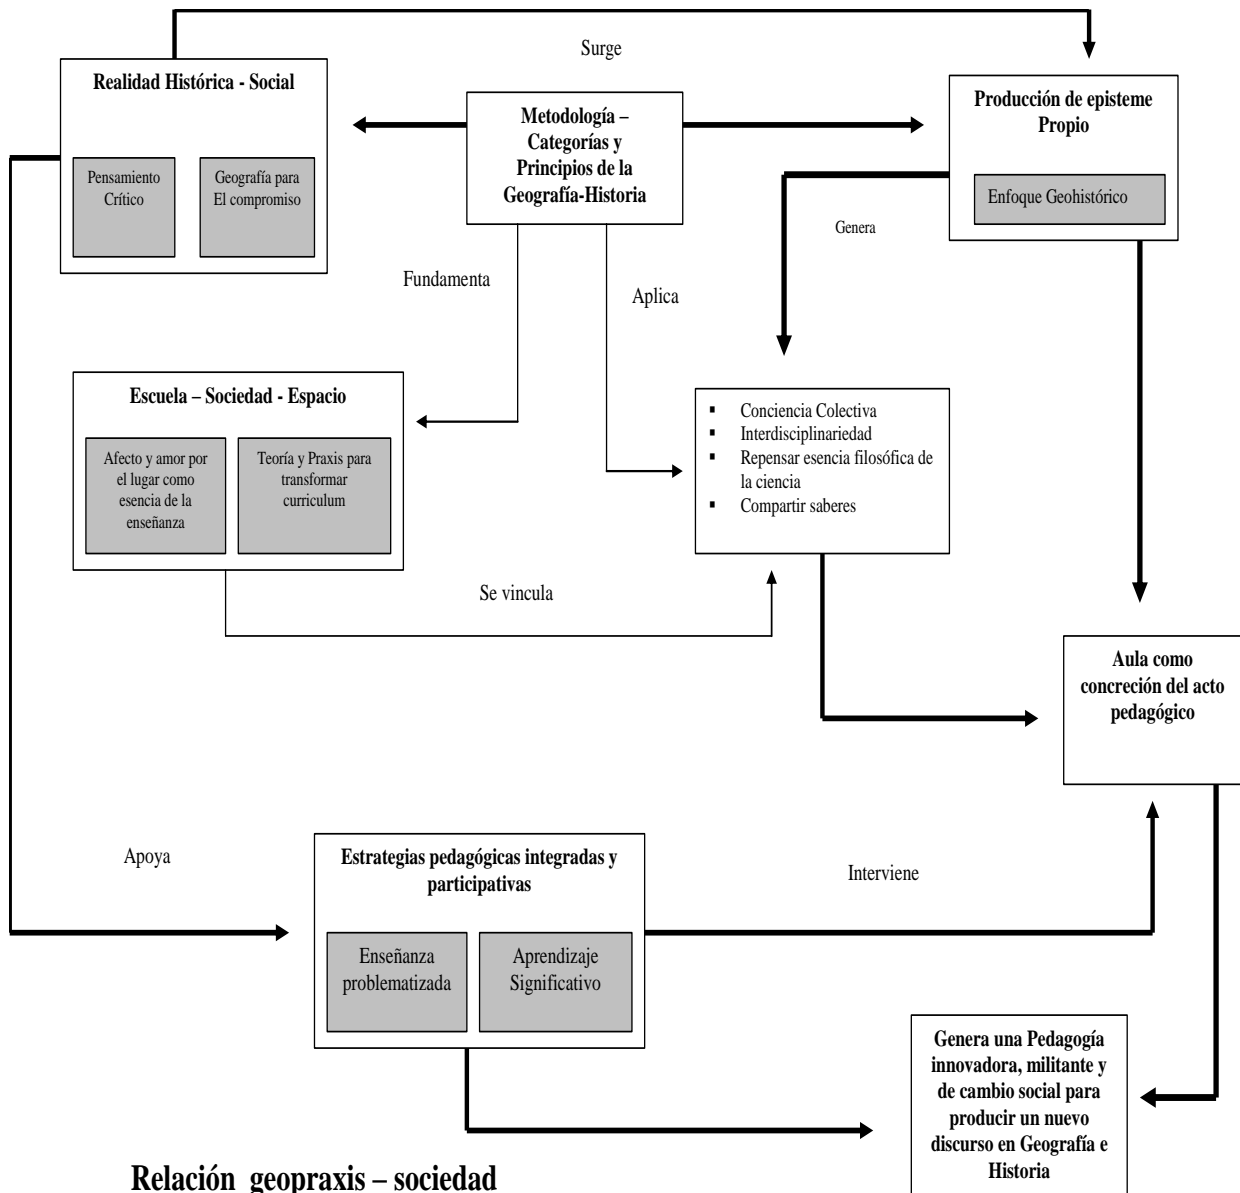 Surge
Realidad Histórica - Social
Pensamiento
Crítico
Geografía para
El compromiso
Metodología –
Categorías y
Principios de la
Geografía-Historia
Producción de episteme
Propio
Enfoque Geohistórico
Genera
Fundamenta
Aplica
Escuela – Sociedad - Espacio
Afecto y amor por
el lugar como
esencia de la
enseñanza
Teoría y Praxis para
transformar
curriculum
▪ Conciencia Colectiva
▪ Interdisciplinariedad
▪ Repensar esencia filosófica de
la ciencia
▪ Compartir saberes
Se vincula
Aula como
concreción del acto
pedagógico
Apoya
Estrategias pedagógicas integradas y
participativas
Enseñanza
problematizada
Aprendizaje
Significativo
Interviene
Genera una Pedagogía
innovadora, militante y
de cambio social para
producir un nuevo
discurso en Geografía e
Historia
Relación geopraxis – sociedad